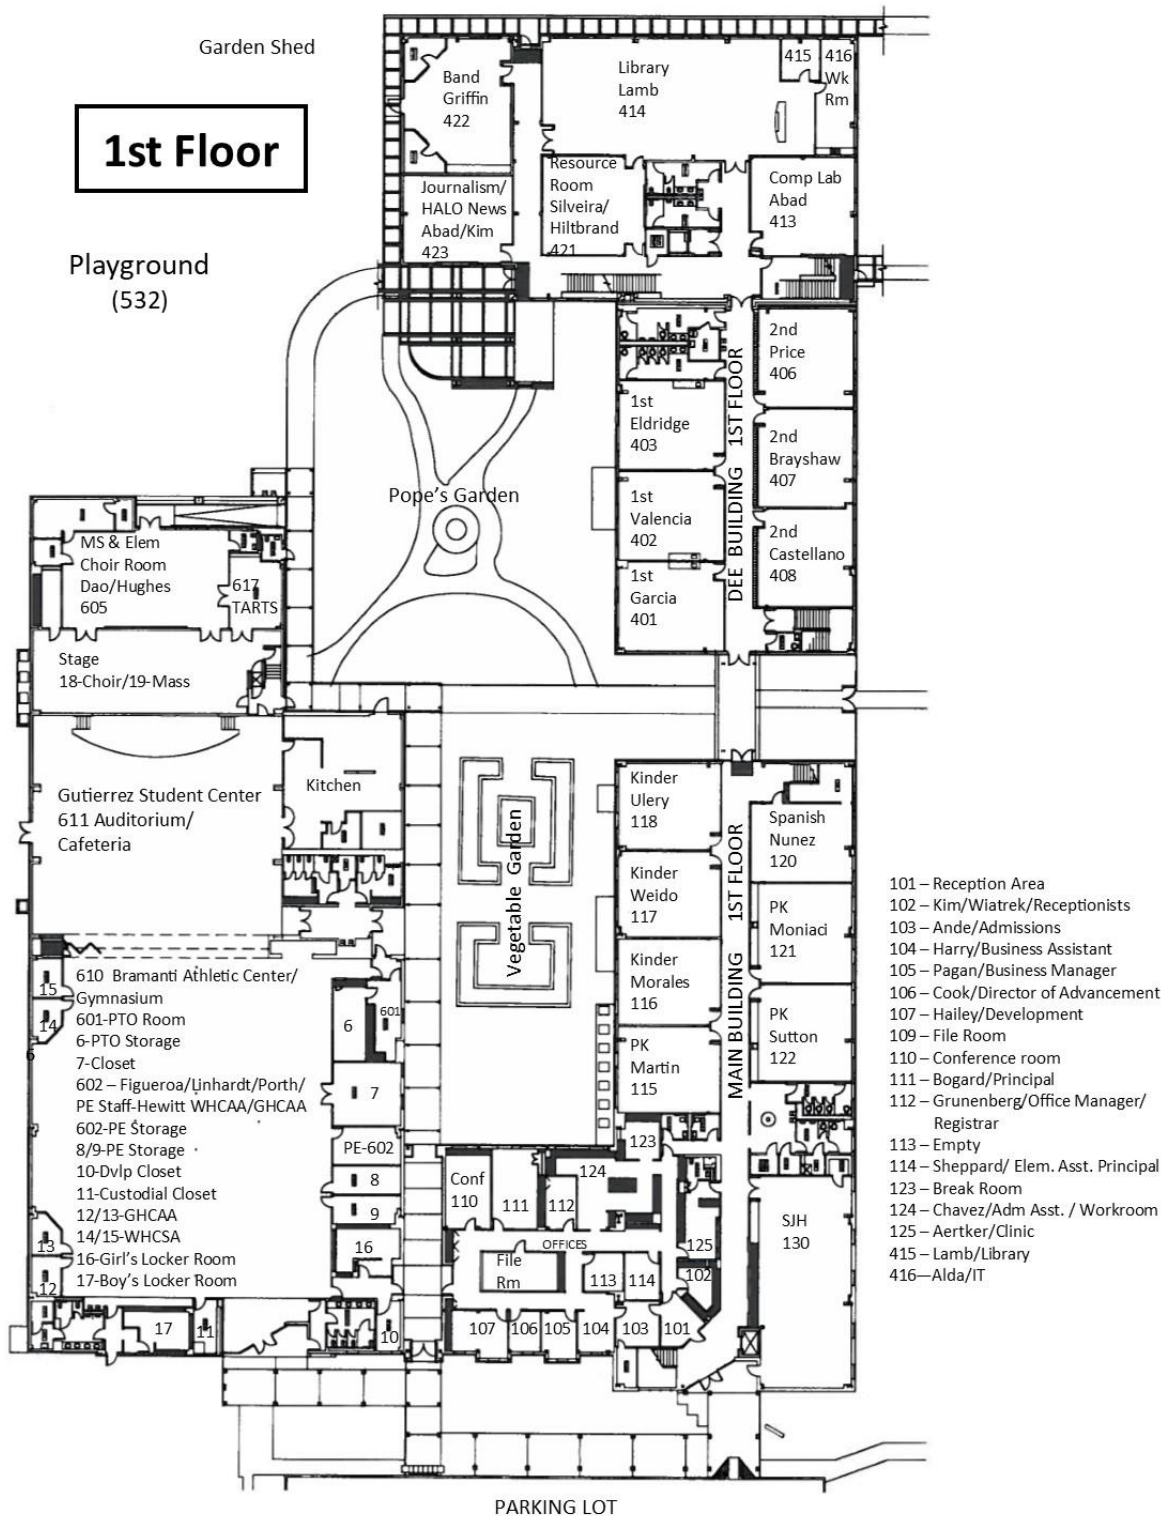 Garden Shed
1st Floor
Playground
(532)
Band
Griffin
422
Library
Lamb
414
415
416
Wk
Rm
Journalism/
HALO News
Abad/Kim
423
Resource
Room
Silveira/
Hiltbrand
421
Comp Lab
Abad
413
2nd
Price
406
1st
Eldridge
403
2nd
Brayshaw
407
1st
Valencia
402
2nd
Castellano
408
1st
Garcia
401
DEE BUILDING 1ST FLOOR
Pope's Garden
MS & Elem
Choir Room
Dao/Hughes
605
617
TARTS
Stage
18-Choir/19-Mass
Gutierrez Student Center
611 Auditorium/
Cafeteria
Kitchen
Vegetable Garden
Kinder
Ulery
118
Spanish
Nunez
120
Kinder
Weido
117
PK
Moniaci
121
Kinder
Morales
116
PK
Sutton
122
PK
Martin
115
MAIN BUILDING 1ST FLOOR
15
14
6
610 Bramanti Athletic Center/
Gymnasium
601-PTO Room
6-PTO Storage
7-Closet
602 – Figueroa/Linhardt/Porth/
PE Staff-Hewitt WHCAA/GHCAA
602-PE Storage
8/9-PE Storage
10-Dvlp Closet
11-Custodial Closet
12/13-GHCAA
14/15-WHCSA
16-Girl's Locker Room
17-Boy's Locker Room
6
601
7
PE-602
8
9
16
13
12
17
11
10
Conf
110
111
112
123
124
125
OFFICES
File
Rm
113
114
102
107
106
105
104
103
101
SJH
130
101 – Reception Area
102 – Kim/Wiatrek/Receptionists
103 – Ande/Admissions
104 – Harry/Business Assistant
105 – Pagan/Business Manager
106 – Cook/Director of Advancement
107 – Hailey/Development
109 – File Room
110 – Conference room
111 – Bogard/Principal
112 – Grunenberg/Office Manager/
Registrar
113 – Empty
114 – Sheppard/ Elem. Asst. Principal
123 – Break Room
124 – Chavez/Adm Asst. / Workroom
125 – Aertker/Clinic
415 – Lamb/Library
416—Alda/IT
PARKING LOT